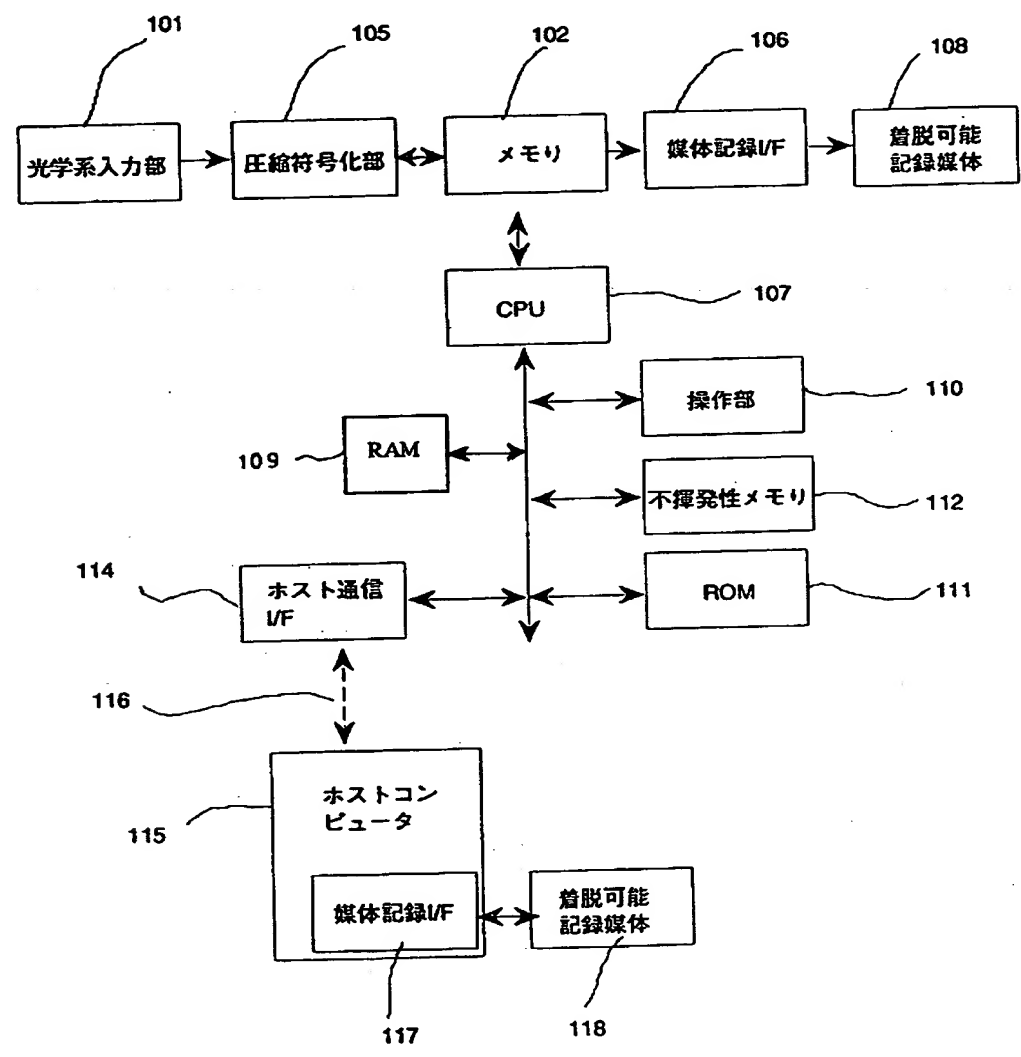 101
105
102
106
108
光学系入力部
圧縮符号化部
メモリ
媒体記録I/F
着脱可能
記録媒体
CPU
107
操作部
110
RAM
109
不揮発性メモリ
112
114
ホスト通信
I/F
ROM
111
116
ホストコン
ピュータ
115
媒体記録I/F
着脱可能
記録媒体
117
118